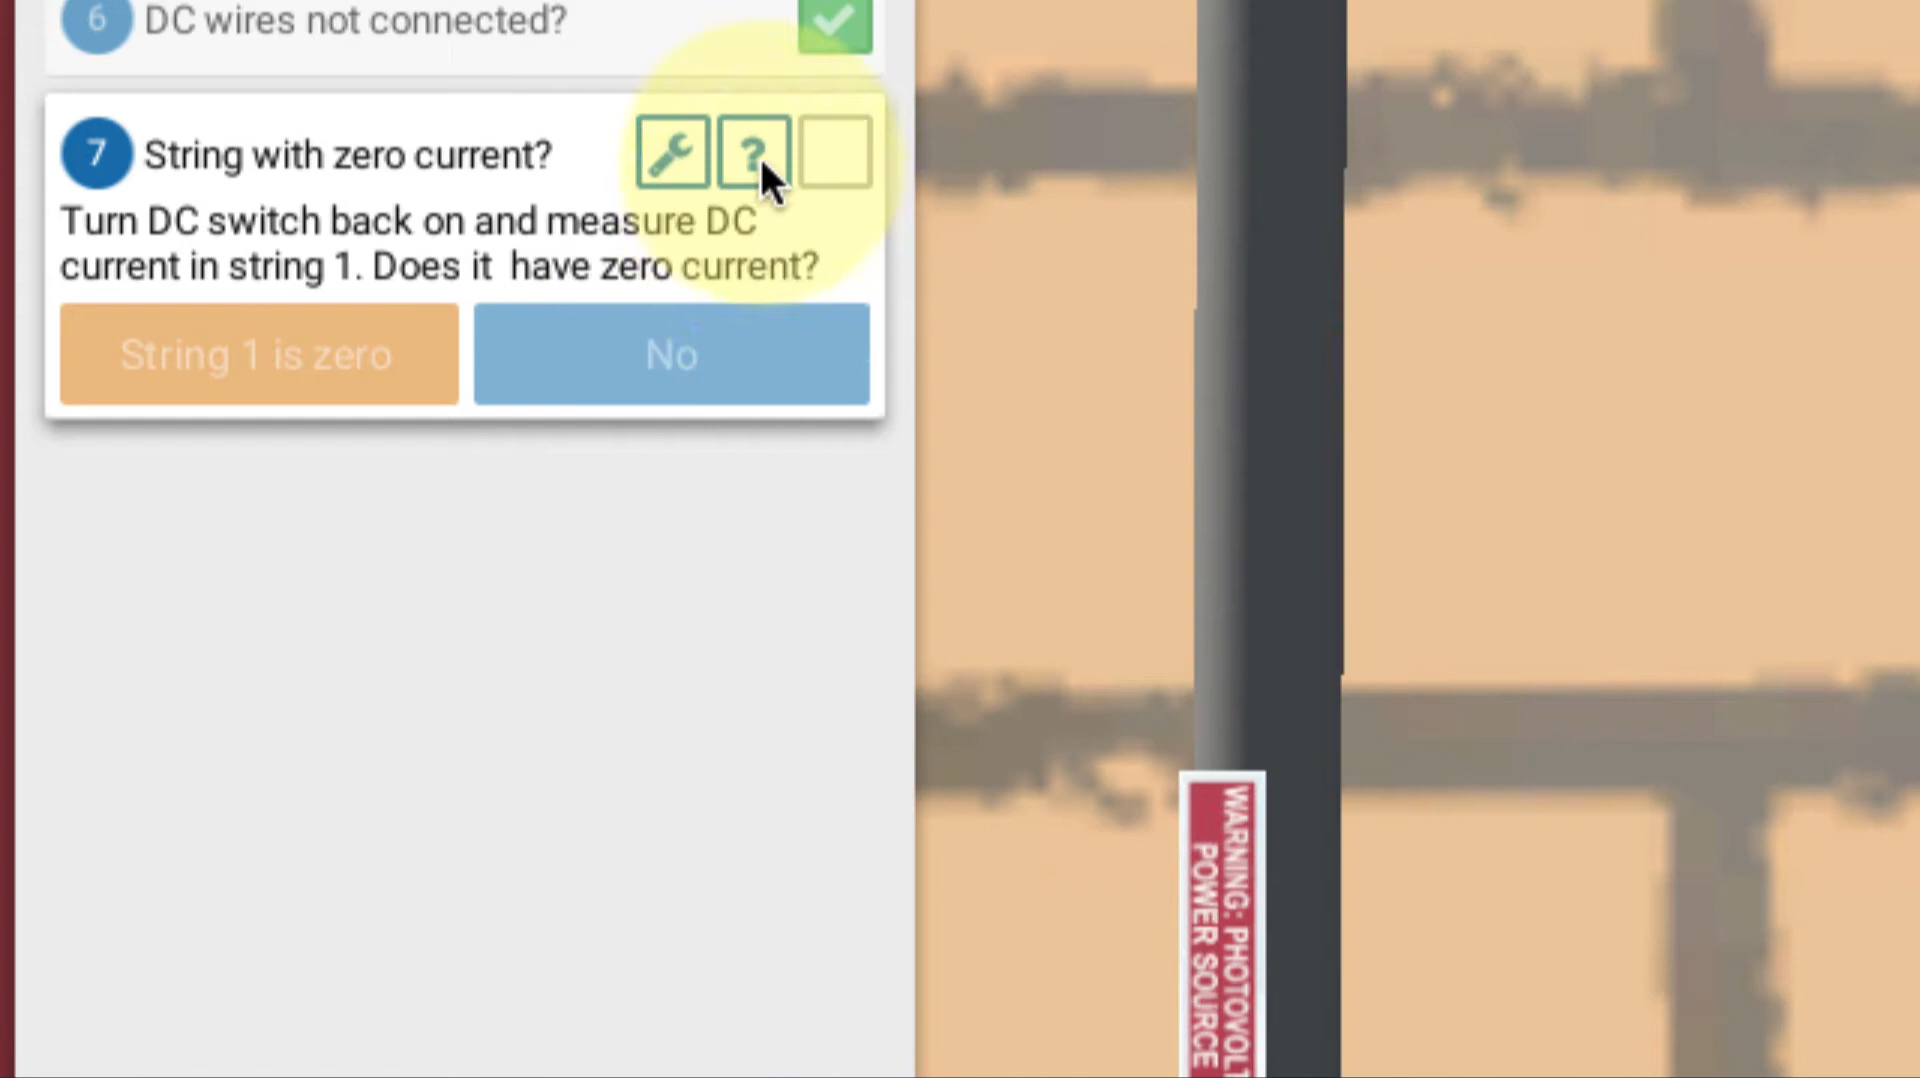 6 DC wires not connected?
7 String with zero current?
?
Turn DC switch back on and measure DC
current in string 1. Does it have zero current?
String 1 is zero
No
WARNING: PHOTOVOLT
POWER SOURCE